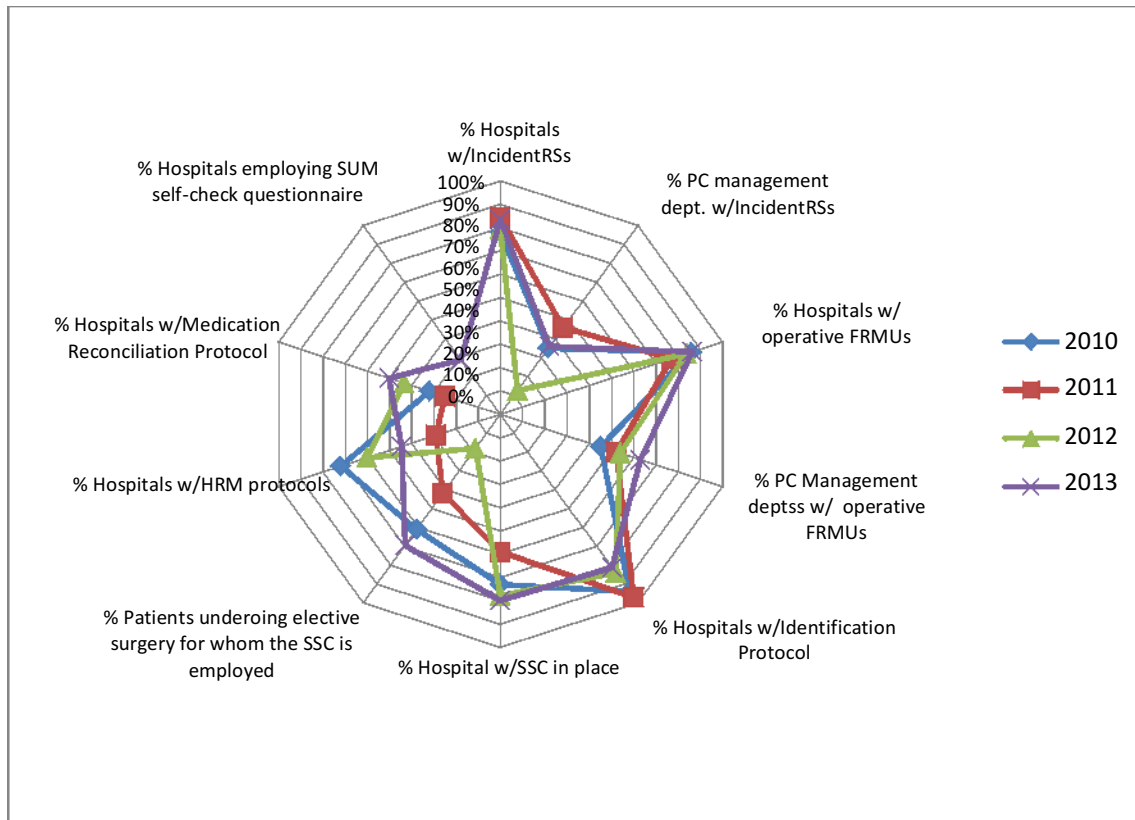 % Hospitals
w/IncidentRSs
% PC management
dept. w/IncidentRSs
% Hospitals w/
operative FRMUs
% PC Management
deptss w/ operative
FRMUs
% Hospitals w/Identification
Protocol
% Hospital w/SSC in place
% Patients underoing elective
surgery for whom the SSC is
employed
% Hospitals w/HRM protocols
% Hospitals w/Medication
Reconciliation Protocol
% Hospitals employing SUM
self-check questionnaire
100%
90%
80%
70%
60%
50%
40%
30%
20%
10%
0%
2010
2011
2012
2013